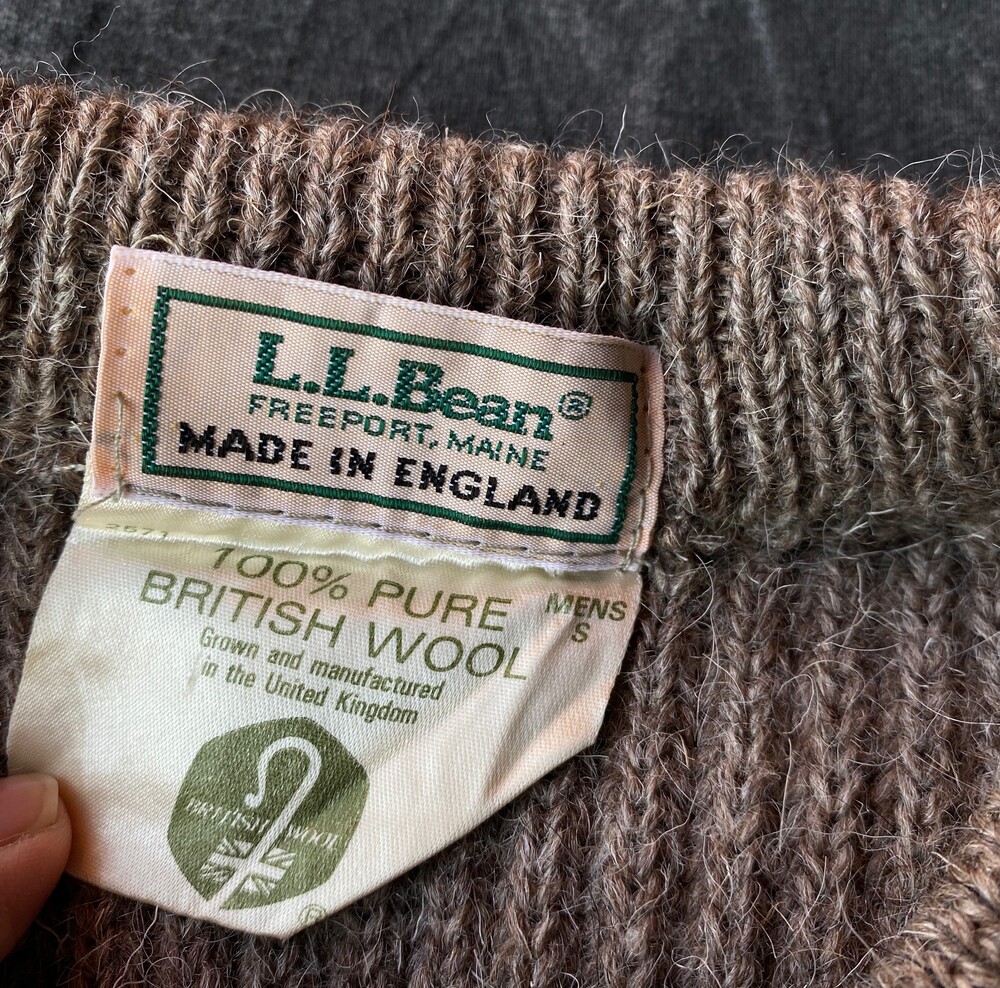 L.L.Bean®
FREEPORT, MAINE
MADE IN ENGLAND
100% PURE
BRITISH WOOL
MENS
S
Grown and manufactured
in the United Kingdom
BRITISH WOOL
®